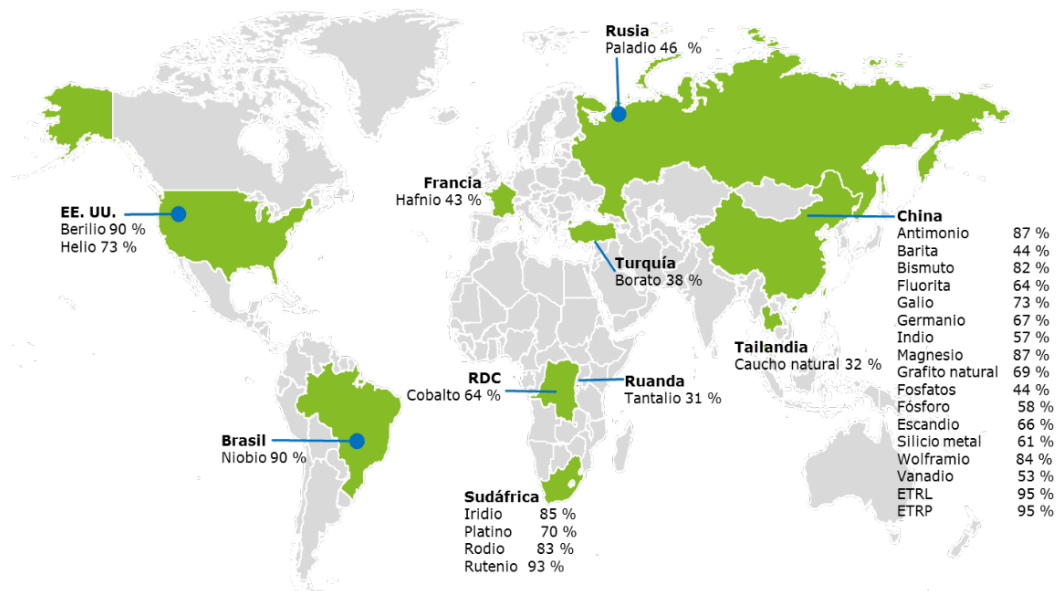 Rusia
Paladio 46 %
Francia
Hafnio 43 %
EE. UU.
Berilio 90 %
Helio 73 %
China
Antimonio 87 %
Barita 44 %
Bismuto 82 %
Fluorita 64 %
Galio 73 %
Germanio 67 %
Indio 57 %
Magnesio 87 %
Grafito natural 69 %
Fosfatos 44 %
Fósforo 58 %
Escandio 66 %
Silicio metal 61 %
Wolframio 84 %
Vanadio 53 %
ETRL 95 %
ETRP 95 %
Turquía
Borato 38 %
Tailandia
Caucho natural 32 %
RDC
Cobalto 64 %
Ruanda
Tantalio 31 %
Brasil
Niobio 90 %
Sudáfrica
Iridio 85 %
Platino 70 %
Rodio 83 %
Rutenio 93 %